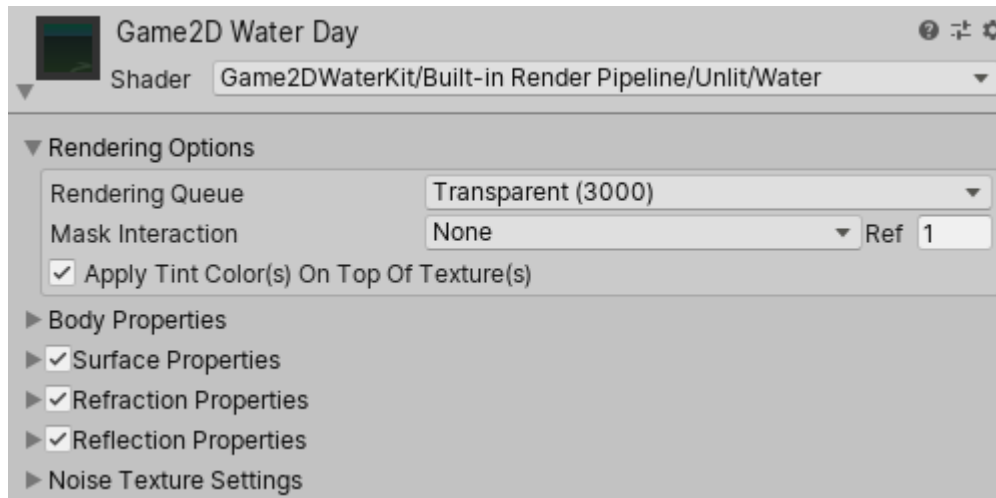 Game2D Water Day
Shader Game2DWaterKit/Built-in Render Pipeline/Unlit/Water
Rendering Options
Rendering Queue Transparent (3000)
Mask Interaction None Ref 1
Apply Tint Color(s) On Top Of Texture(s)
Body Properties
Surface Properties
Refraction Properties
Reflection Properties
Noise Texture Settings